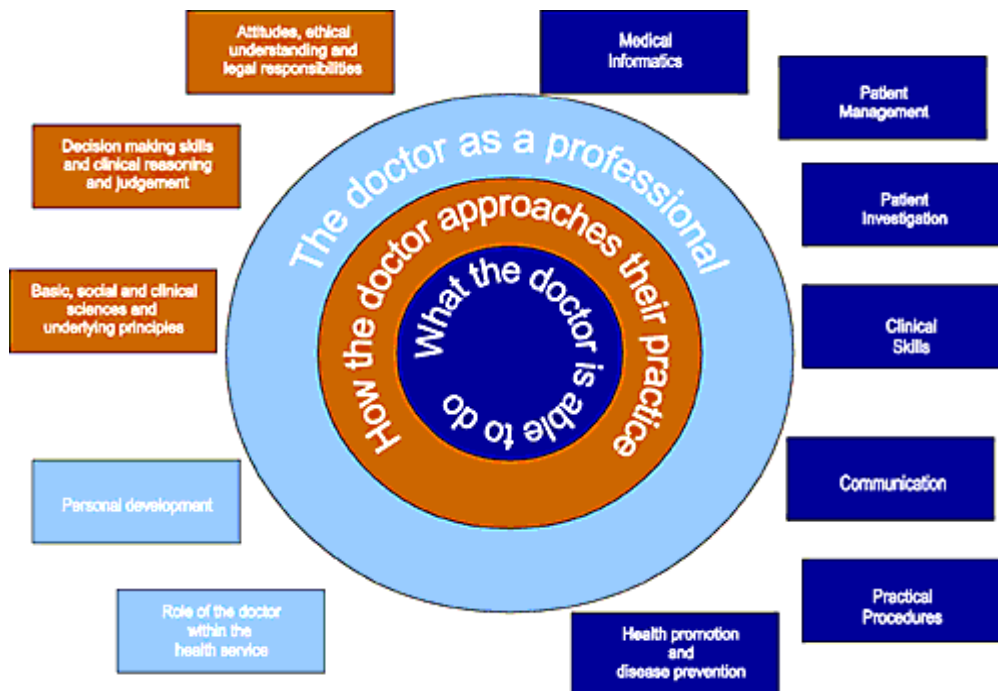 Attitudes, ethical
understanding and
legal responsibilities
Medical
Informatics
Patient
Management
Decision making skills
and clinical reasoning
and judgement
Patient
Investigation
Basic, social and clinical
sciences and
underlying principles
Clinical
Skills
The doctor as a professional
How the doctor approaches their practice
What the doctor is able to do
Personal development
Communication
Role of the doctor
within the
health service
Practical
Procedures
Health promotion
and
disease prevention